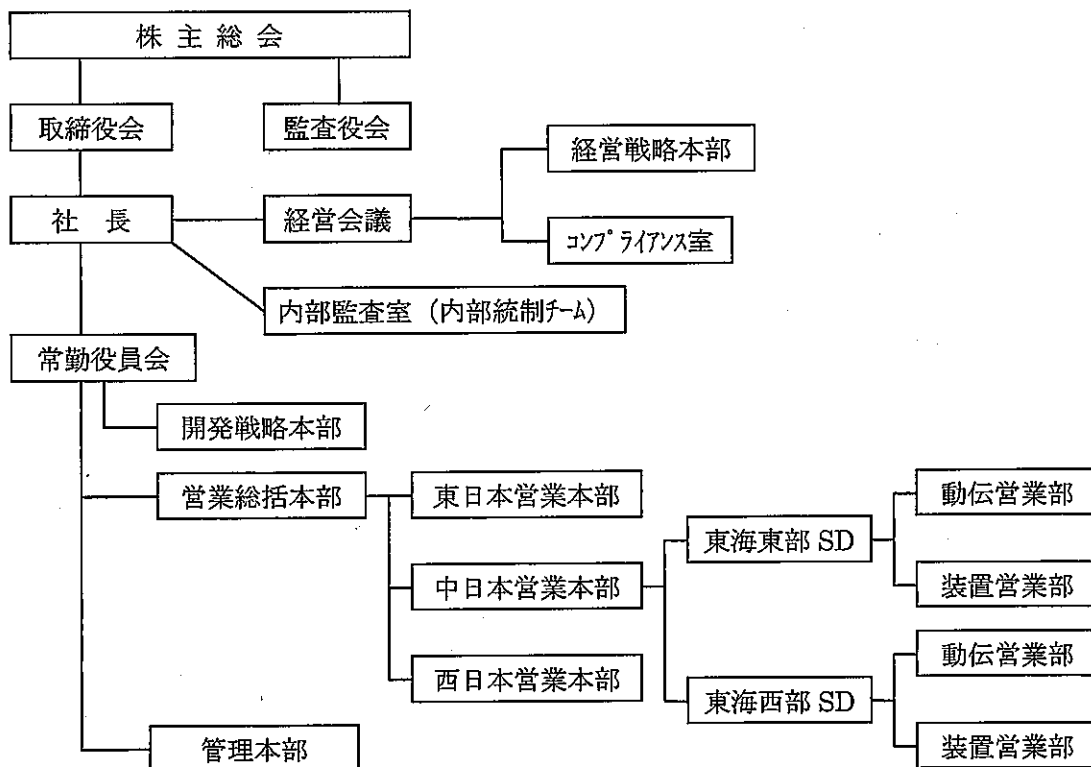 株 主 総 会
取締役会
監査役会
経営戦略本部
社 長
経営会議
コンプライアンス室
内部監査室(内部統制チーム)
常勤役員会
開発戦略本部
営業総括本部
東日本営業本部
動伝営業部
東海東部 SD
中日本営業本部
装置営業部
動伝営業部
西日本営業本部
東海西部 SD
管理本部
装置営業部